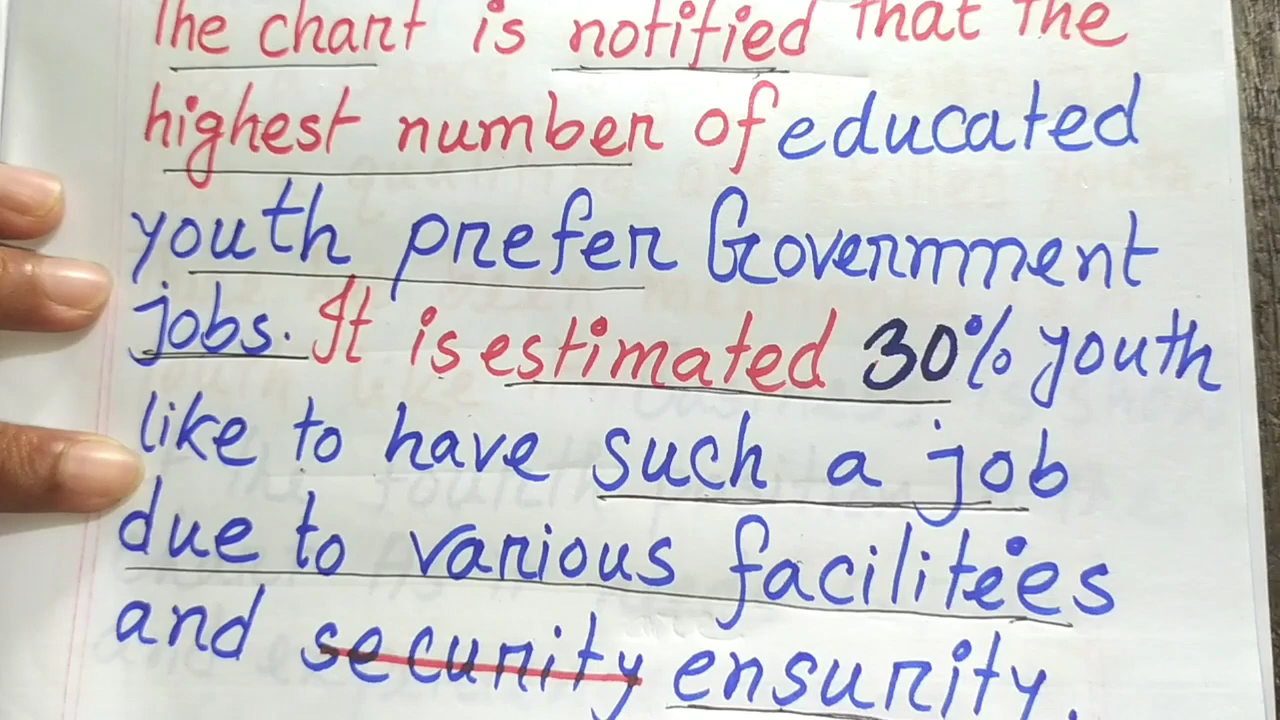 The chart is notified that the
highest number of educated
youth prefer Government
jobs. It is estimated 30% youth
like to have such a job
due to various facilitees
and security ensurity.